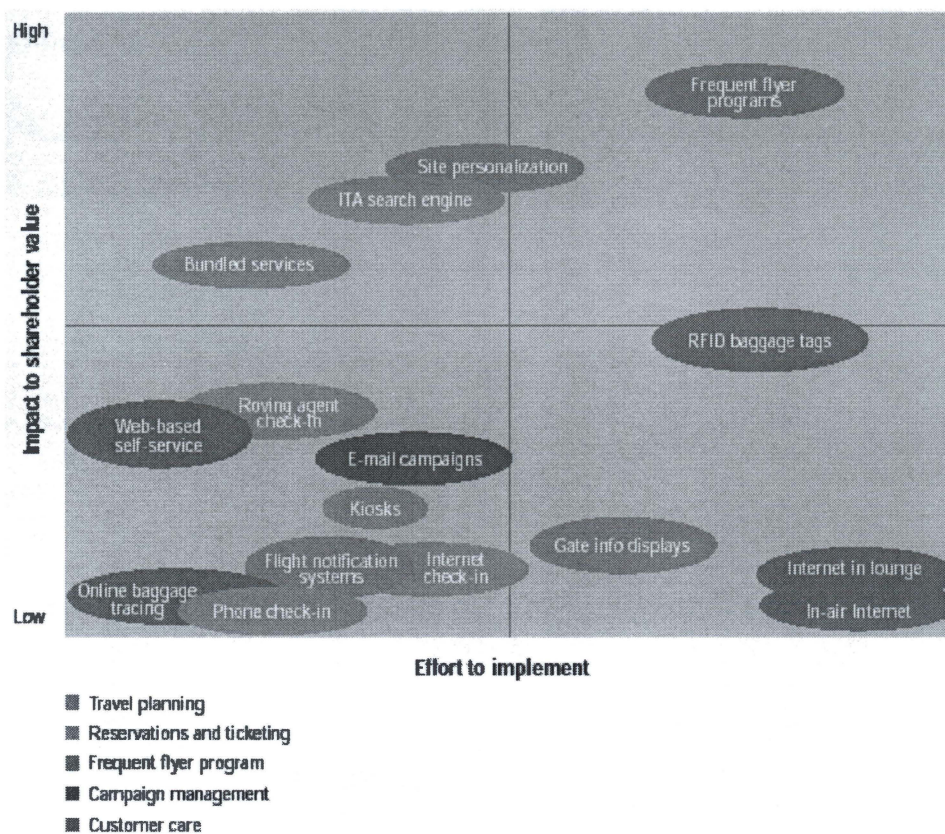 High
Frequent flyer
programs
Site personalization
ITA search engine
Bundled services
Impact to shareholder value
RFID baggage tags
Roving agent
check-in
Web-based
self-service
E-mail campaigns
Kiosks
Gate info displays
Flight notification
systems
Internet
check-in
Internet in lounge
Online baggage
tracing
Phone check-in
In-air Internet
Low
Effort to implement
Travel planning
Reservations and ticketing
Frequent flyer program
Campaign management
Customer care